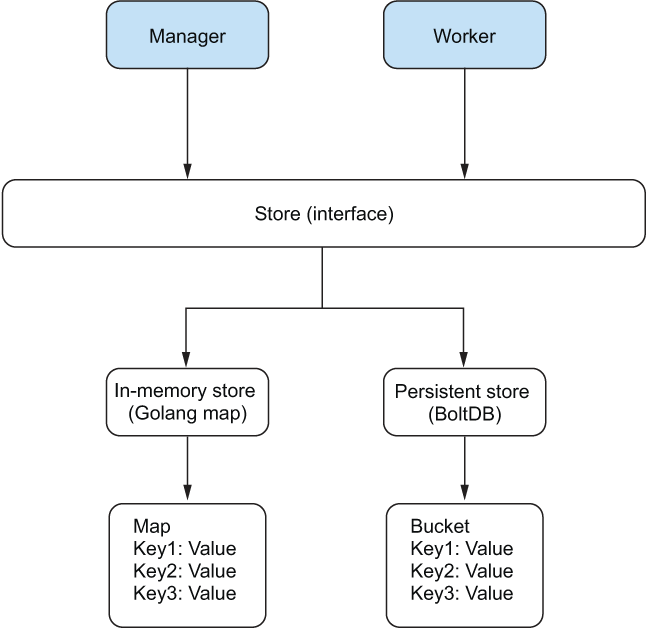 Manager
Worker
Store (interface)
In-memory store
(Golang map)
Persistent store
(BoltDB)
Map
Key1: Value
Key2: Value
Key3: Value
Bucket
Key1: Value
Key2: Value
Key3: Value